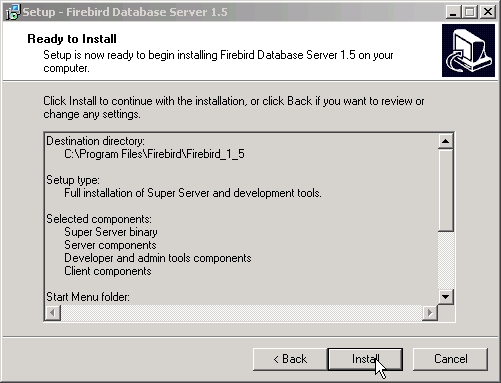 Setup - Firebird Database Server 1.5
Ready to Install
Setup is now ready to begin installing Firebird Database Server 1.5 on your
computer.
Click Install to continue with the installation, or click Back if you want to review or
change any settings.
Destination directory:
C:\Program Files\Firebird\Firebird_1_5
Setup type:
Full installation of Super Server and development tools.
Selected components:
Super Server binary
Server components
Developer and admin tools components
Client components
Start Menu folder:
< Back
Install
Cancel